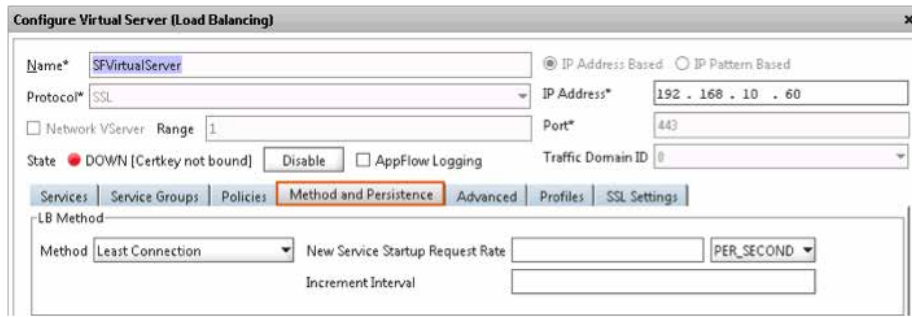 Configure Virtual Server (Load Balancing) x
Name* SFVirtualServer IP Address Based IP Pattern Based
Protocol* SSL IP Address* 192 . 168 . 10 . 60
Network VServer Range 1 Port* 443
State DOWN [Certkey not bound] Disable AppFlow Logging Traffic Domain ID 0
Services Service Groups Policies Method and Persistence Advanced Profiles SSL Settings
LB Method
Method Least Connection New Service Startup Request Rate PER_SECOND
Increment Interval